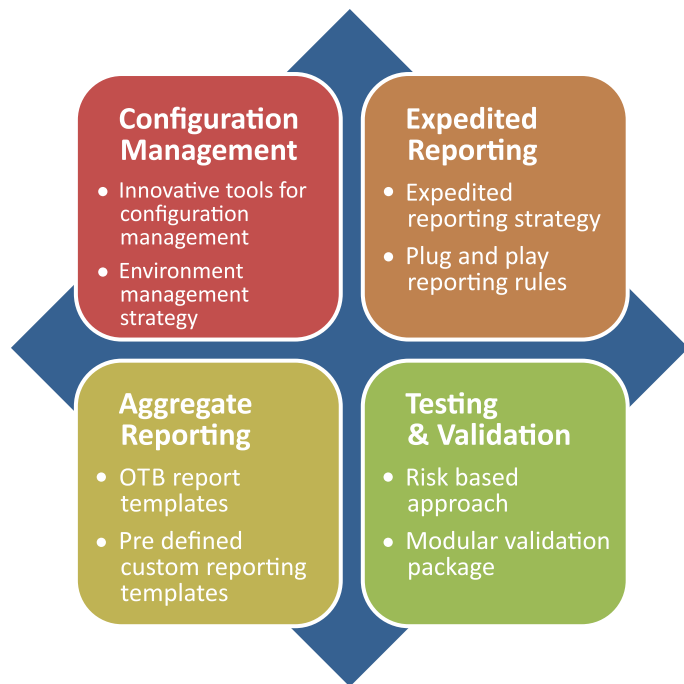 Configuration
Management
• Innovative tools for
configuration
management
• Environment
management
strategy
Expedited
Reporting
• Expedited
reporting strategy
• Plug and play
reporting rules
Aggregate
Reporting
• OTB report
templates
• Pre defined
custom reporting
templates
Testing
& Validation
• Risk based
approach
• Modular validation
package